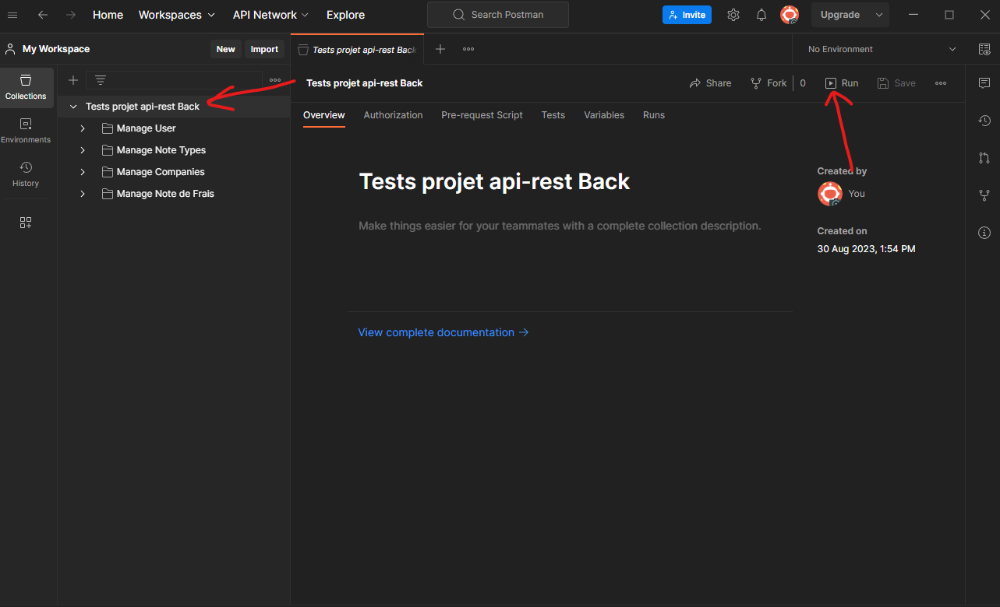 Home Workspaces API Network Explore Search Postman Invite Upgrade
My Workspace New Import Tests projet api-rest Back No Environment
Collections
Environments
History
Tests projet api-rest Back
Manage User
Manage Note Types
Manage Companies
Manage Note de Frais
Tests projet api-rest Back Share Fork 0 Run Save
Overview Authorization Pre-request Script Tests Variables Runs
Tests projet api-rest Back
Make things easier for your teammates with a complete collection description.
View complete documentation →
Created by
You
Created on
30 Aug 2023, 1:54 PM